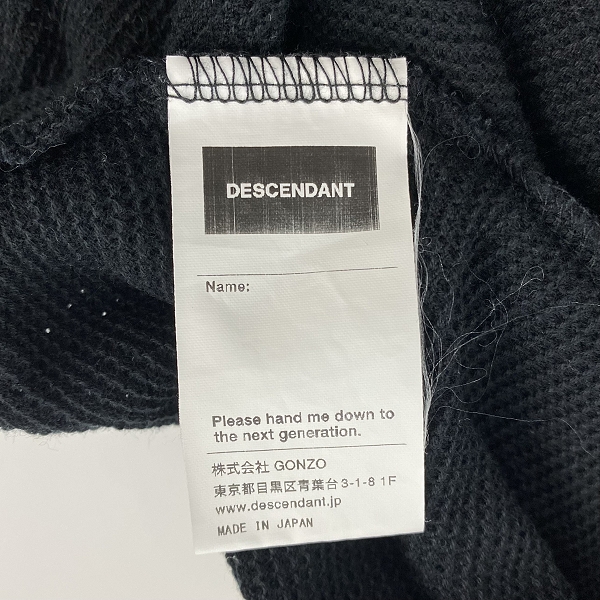 DESCENDANT
Name:
Please hand me down to
the next generation.
株式会社 GONZO
東京都目黒区青葉台3-1-8 1F
www.descendant.jp
MADE IN JAPAN